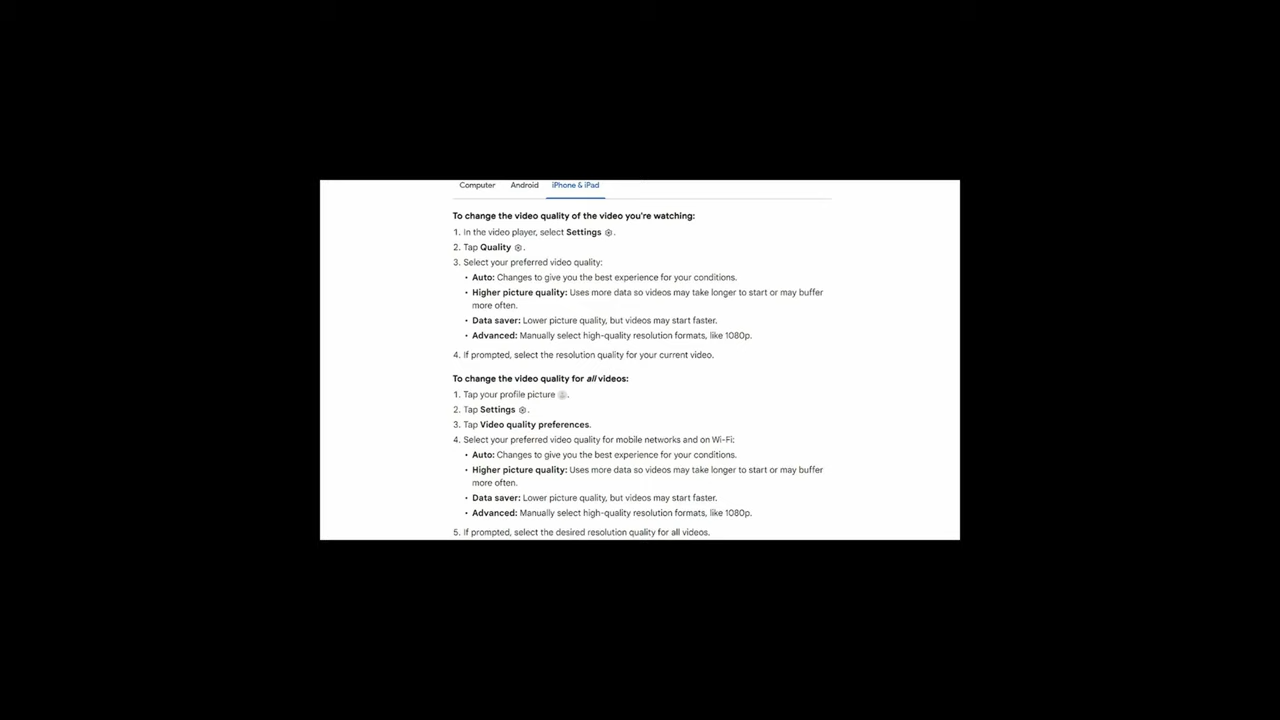 Computer Android iPhone & iPad
To change the video quality of the video you're watching:
1. In the video player, select Settings .
2. Tap Quality .
3. Select your preferred video quality:
• Auto: Changes to give you the best experience for your conditions.
• Higher picture quality: Uses more data so videos may take longer to start or may buffer
more often.
• Data saver: Lower picture quality, but videos may start faster.
• Advanced: Manually select high-quality resolution formats, like 1080p.
4. If prompted, select the resolution quality for your current video.
To change the video quality for all videos:
1. Tap your profile picture .
2. Tap Settings .
3. Tap Video quality preferences.
4. Select your preferred video quality for mobile networks and on Wi-Fi:
• Auto: Changes to give you the best experience for your conditions.
• Higher picture quality: Uses more data so videos may take longer to start or may buffer
more often.
• Data saver: Lower picture quality, but videos may start faster.
• Advanced: Manually select high-quality resolution formats, like 1080p.
5. If prompted, select the desired resolution quality for all videos.